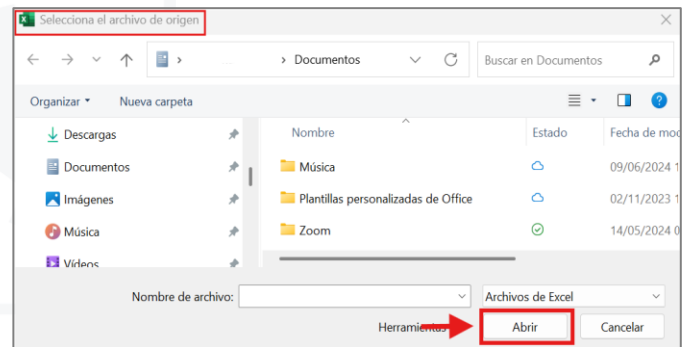 Selecciona el archivo de origen
Documentos
Buscar en Documentos
Organizar
Nueva carpeta
Nombre
Estado
Fecha de mod
Descargas
Documentos
Imágenes
Música
Vídeos
Música
09/06/2024 1
Plantillas personalizadas de Office
02/11/2023 1
Zoom
14/05/2024 0
Nombre de archivo:
Archivos de Excel
Herramientas
Abrir
Cancelar